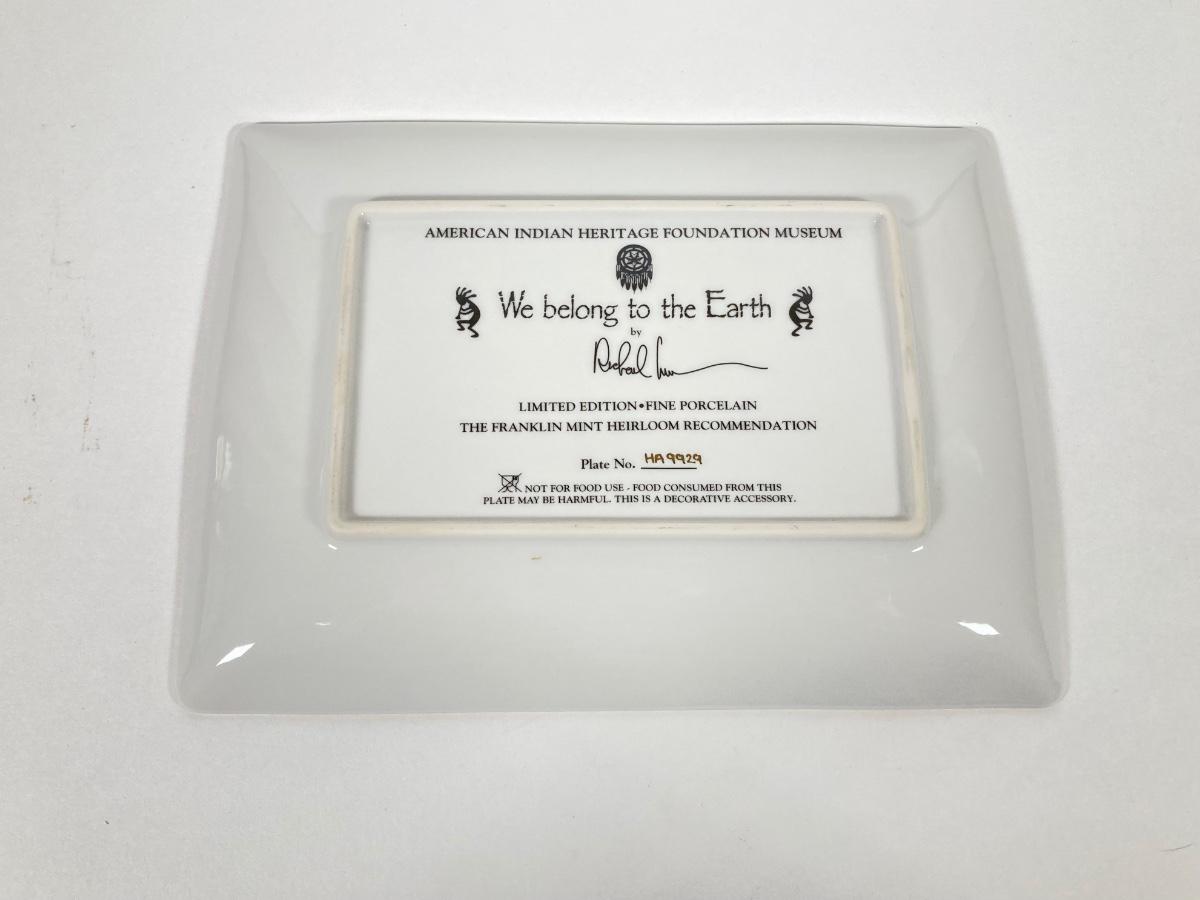 AMERICAN INDIAN HERITAGE FOUNDATION MUSEUM
We belong to the Earth
by
LIMITED EDITION•FINE PORCELAIN
THE FRANKLIN MINT HEIRLOOM RECOMMENDATION
Plate No. HA9929
NOT FOR FOOD USE - FOOD CONSUMED FROM THIS
PLATE MAY BE HARMFUL. THIS IS A DECORATIVE ACCESSORY.